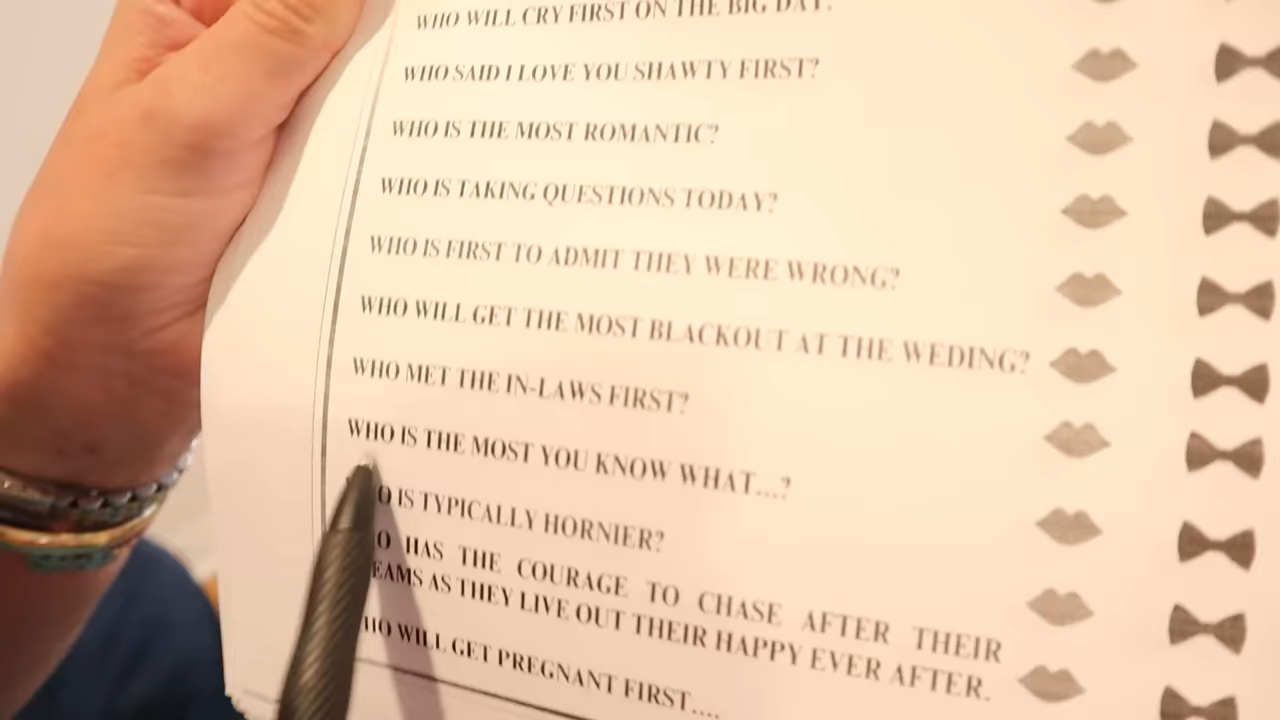 WHO WILL CRY FIRST ON THE BIG DAY?
WHO SAID I LOVE YOU SHAWTY FIRST?
WHO IS THE MOST ROMANTIC?
WHO IS TAKING QUESTIONS TODAY?
WHO IS FIRST TO ADMIT THEY WERE WRONG?
WHO WILL GET THE MOST BLACKOUT AT THE WEDING?
WHO MET THE IN-LAWS FIRST?
WHO IS THE MOST YOU KNOW WHAT....?
IS TYPICALLY HORNIER?
HAS THE COURAGE TO CHASE AFTER THEIR
AS THEY LIVE OUT THEIR HAPPY EVER AFTER.
WILL GET PREGNANT FIRST....